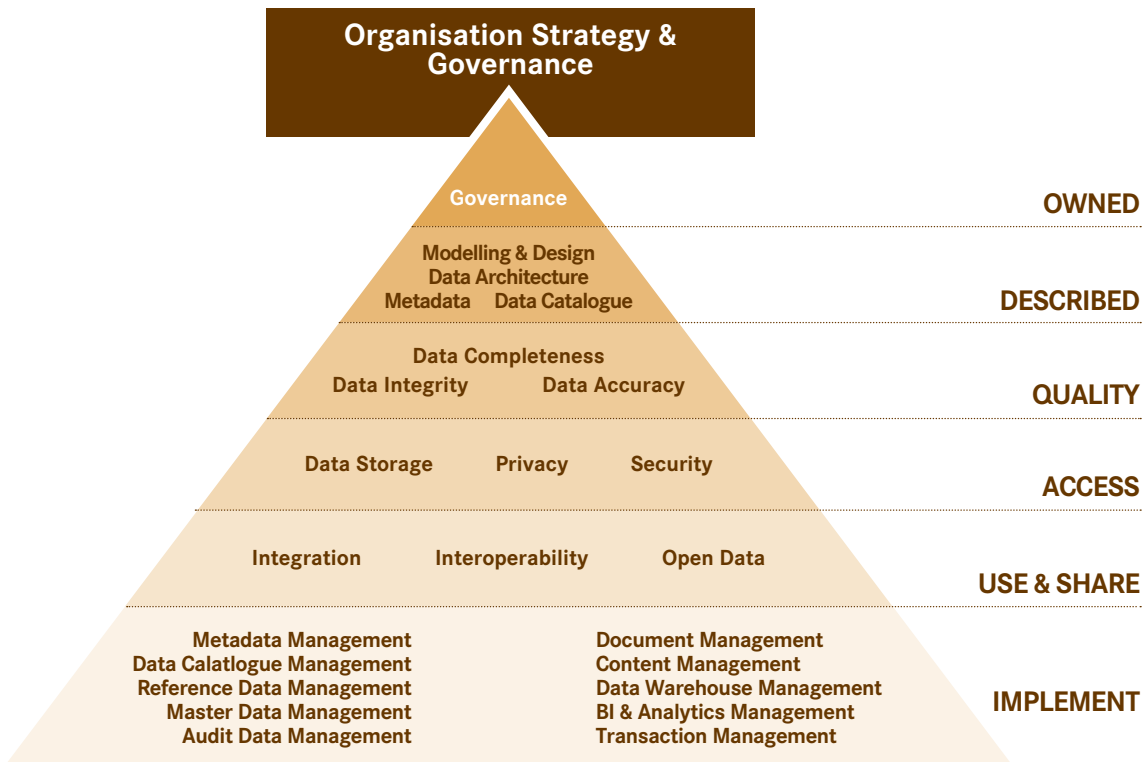 Organisation Strategy &
Governance
Governance
OWNED
Modelling & Design
Data Architecture
Metadata Data Catalogue
DESCRIBED
Data Completeness
Data Integrity Data Accuracy
QUALITY
Data Storage Privacy Security
ACCESS
Integration Interoperability Open Data
USE & SHARE
Metadata Management
Data Calatlogue Management
Reference Data Management
Master Data Management
Audit Data Management
Document Management
Content Management
Data Warehouse Management
BI & Analytics Management
Transaction Management
IMPLEMENT